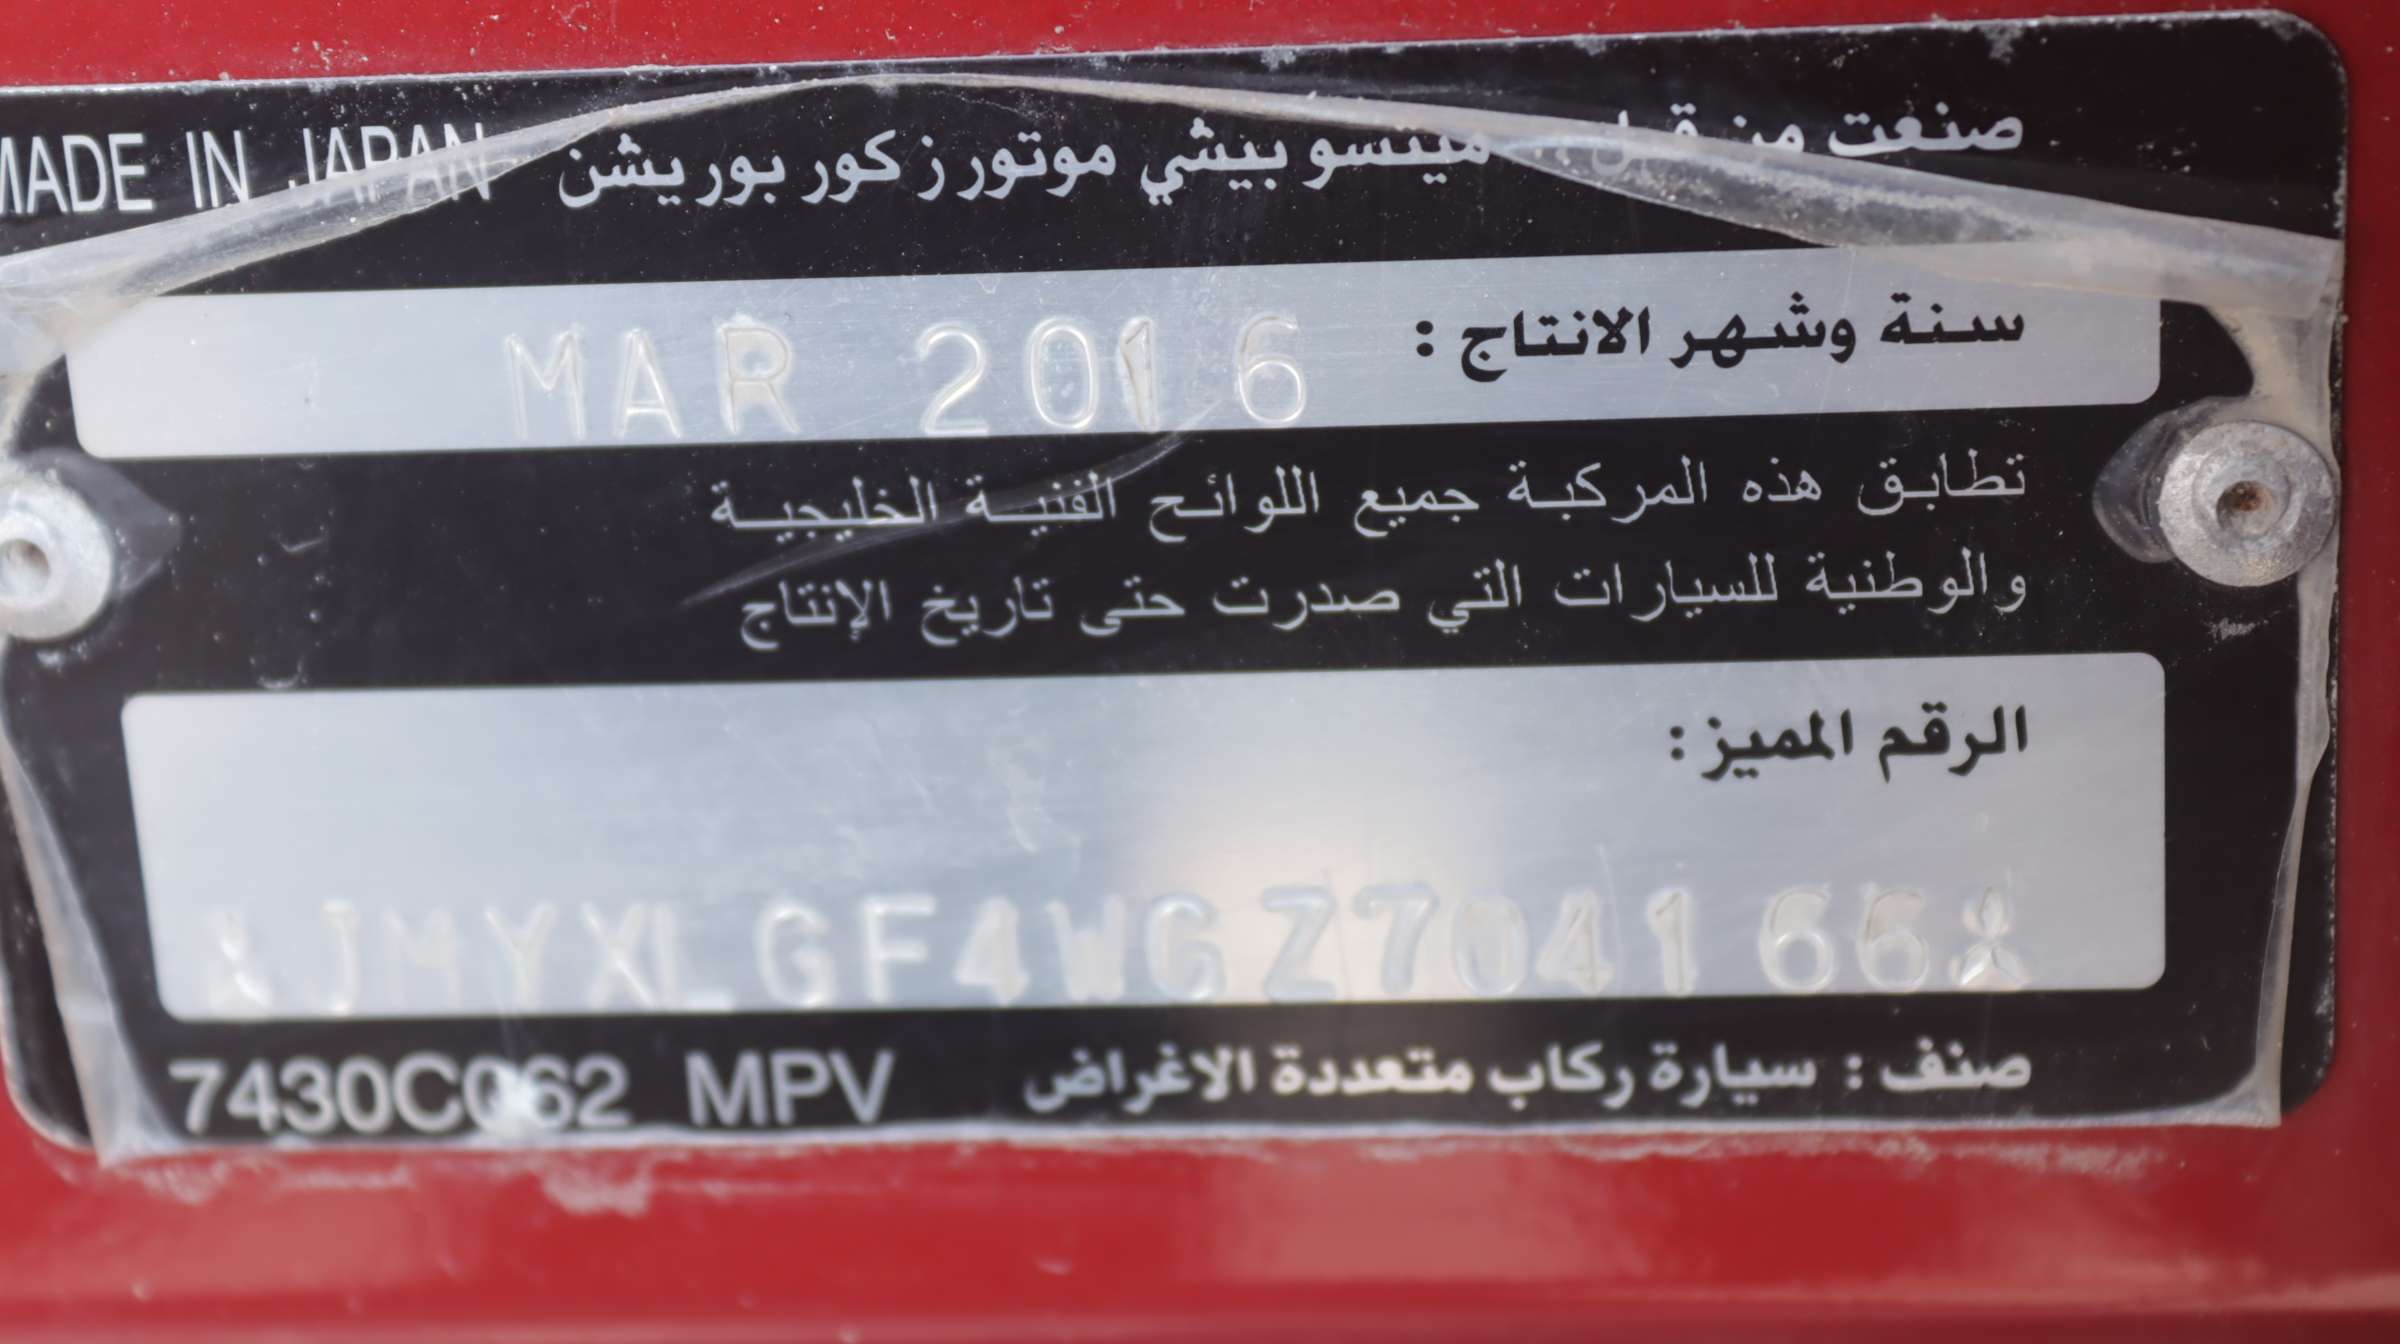 صنعت من قبل : ميتسوبيشي موتورز كوربوريشن MADE IN JAPAN
سنة وشهر الانتاج : MAR 2016
تطابق هذه المركبة جميع اللوائح الفنية الخليجية
والوطنية للسيارات التي صدرت حتى تاريخ الإنتاج
الرقم المميز:
JMYXLGF4WGZ704166
صنف : سيارة ركاب متعددة الاغراض 7430C062 MPV